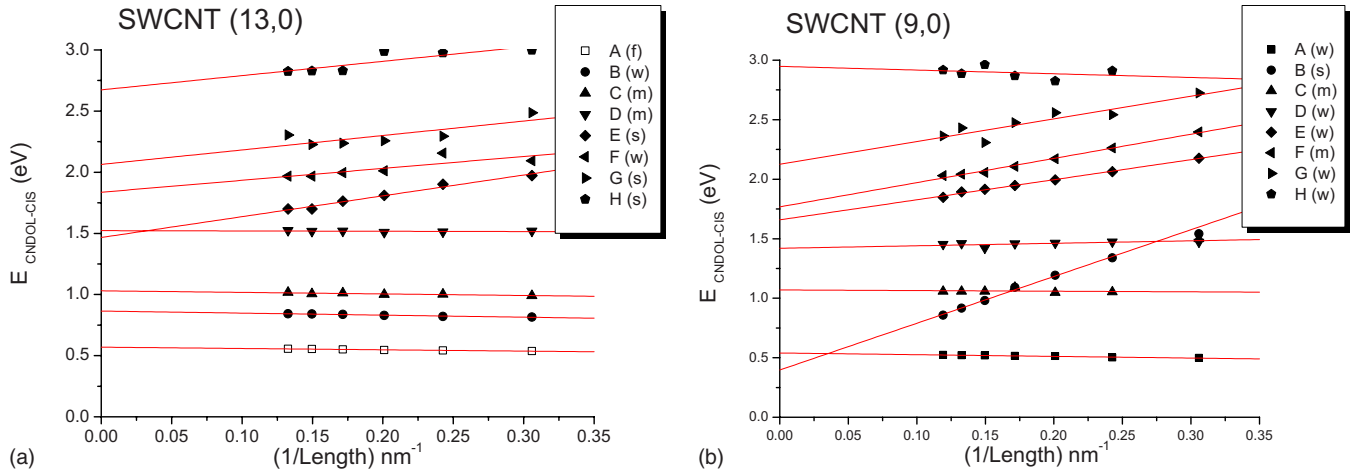 SWCNT (13,0)
A (f)
B (w)
C (m)
D (m)
E (s)
F (w)
G (s)
H (s)
3.0
2.5
2.0
1.5
1.0
0.5
0.0
E CNDOL-CIS (eV)
0.00 0.05 0.10 0.15 0.20 0.25 0.30 0.35
(1/Length) nm-1
(a)
SWCNT (9,0)
A (w)
B (s)
C (m)
D (w)
E (w)
F (m)
G (w)
H (w)
3.0
2.5
2.0
1.5
1.0
0.5
0.0
E CNDOL-CIS (eV)
0.00 0.05 0.10 0.15 0.20 0.25 0.30 0.35
(1/Length) nm-1
(b)